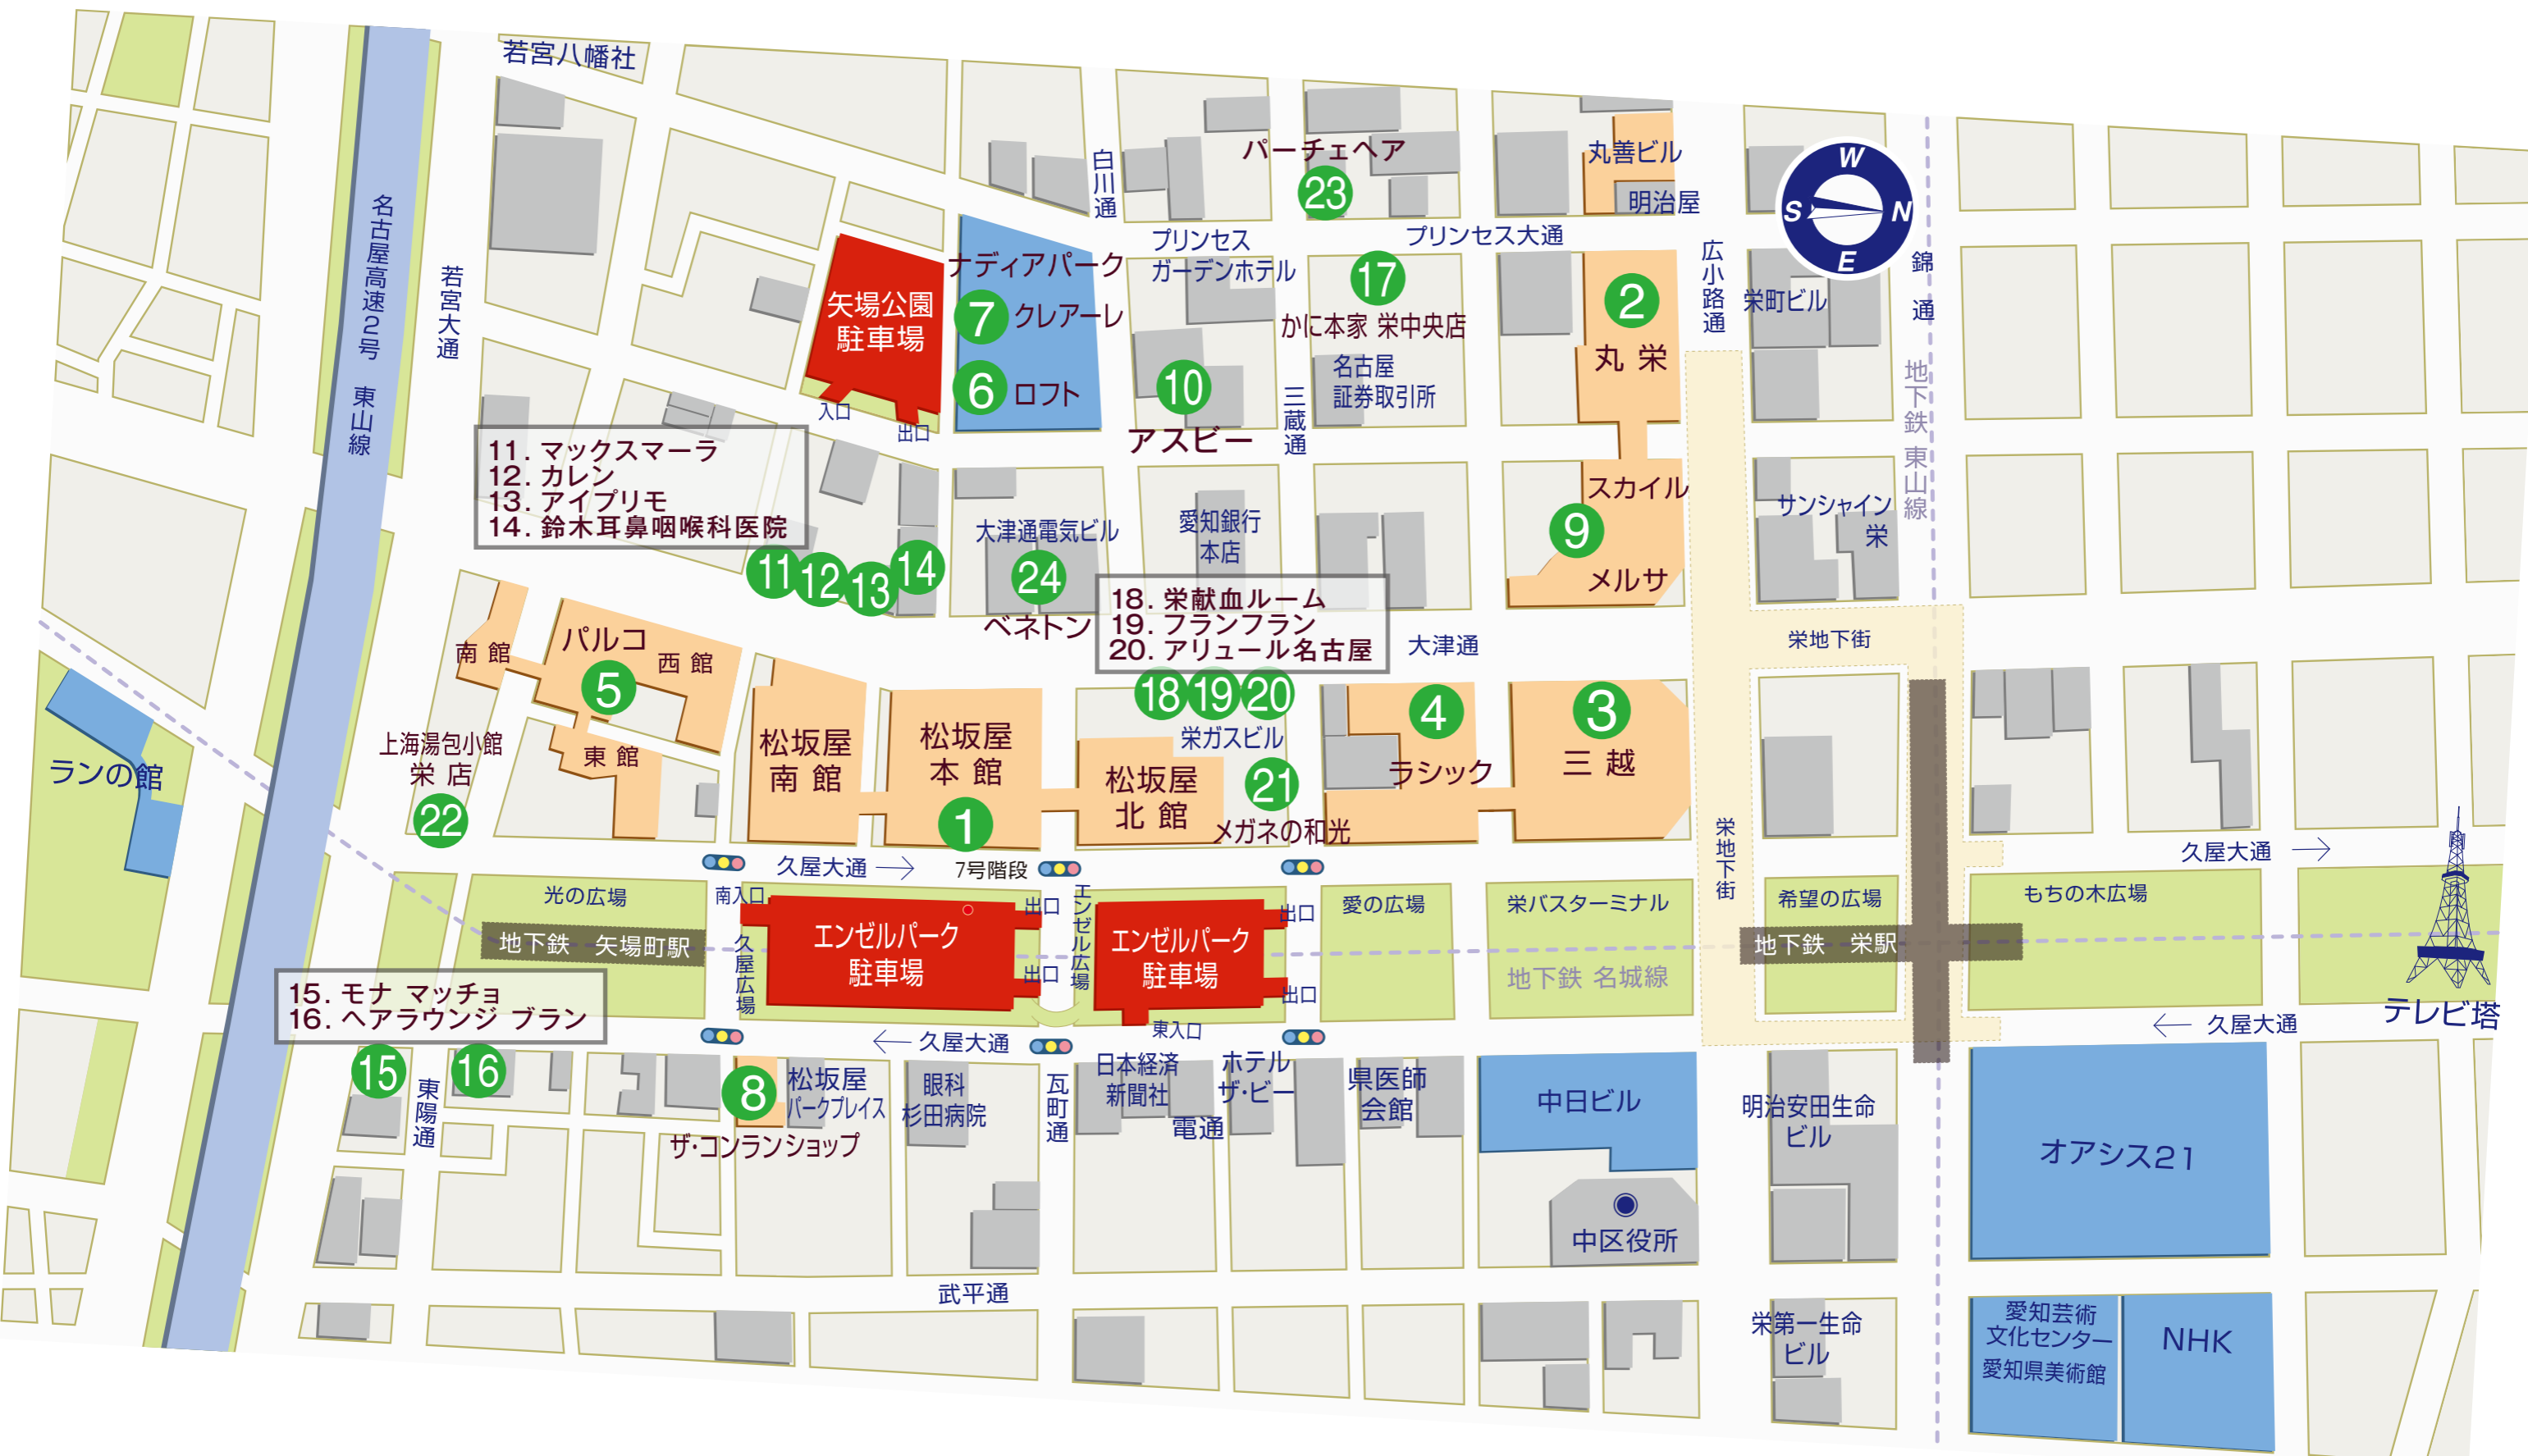 若宮八幡社
名古屋高速2号 東山線
若宮大通
白川通
パーチェヘア
23
丸善ビル
明治屋
W
S
N
E
プリンセス
ガーデンホテル
プリンセス大通
広小路通
錦通
地下鉄 東山線
栄町ビル
矢場公園
駐車場
入口
出口
ナディアパーク
7 クレアーレ
6 ロフト
10
アスビー
三蔵通
17
かに本家 栄中央店
名古屋
証券取引所
2
丸 栄
スカイル
9
メルサ
サンシャイン
栄
11. マックスマーラ
12. カレン
13. アイプリモ
14. 鈴木耳鼻咽喉科医院
11
12
13
14
大津通電気ビル
24
ベネトン
愛知銀行
本店
18. 栄献血ルーム
19. フランフラン
20. アリュール名古屋
18
19
20
大津通
栄地下街
南 館
パルコ
西 館
5
東 館
上海湯包小館
栄 店
22
ランの館
松坂屋
南 館
松坂屋
本 館
1
松坂屋
北 館
栄ガスビル
21
メガネの和光
4
ラシック
3
三 越
栄地下街
久屋大通 →
7号階段
久屋大通 →
光の広場
南入口
地下鉄 矢場町駅
久屋広場
エンゼルパーク
駐車場
出口
出口
エンゼル広場
エンゼルパーク
駐車場
出口
出口
東入口
愛の広場
栄バスターミナル
地下鉄 名城線
希望の広場
地下鉄 栄駅
もちの木広場
テレビ塔
15. モナ マッチョ
16. ヘアラウンジ ブラン
15
16
東陽通
← 久屋大通
← 久屋大通
8
松坂屋
パークプレイス
ザ・コンランショップ
眼科
杉田病院
瓦町通
日本経済
新聞社
電通
ホテル
ザ・ビー
県医師
会館
中日ビル
中区役所
明治安田生命
ビル
オアシス21
武平通
栄第一生命
ビル
愛知芸術
文化センター
愛知県美術館
NHK